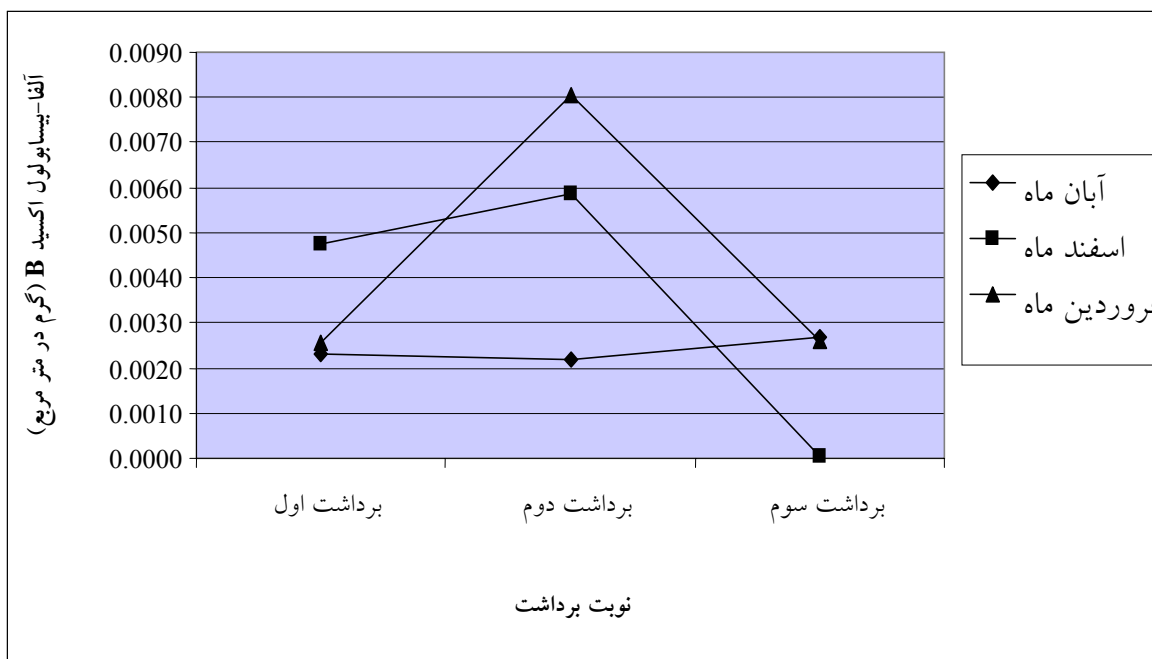 آلفا-بیسابولول اکسید B (گرم در متر مربع)
0.0090
0.0080
0.0070
0.0060
0.0050
0.0040
0.0030
0.0020
0.0010
0.0000
برداشت اول
برداشت دوم
برداشت سوم
نوبت برداشت
آبان ماه
اسفند ماه
فروردین ماه